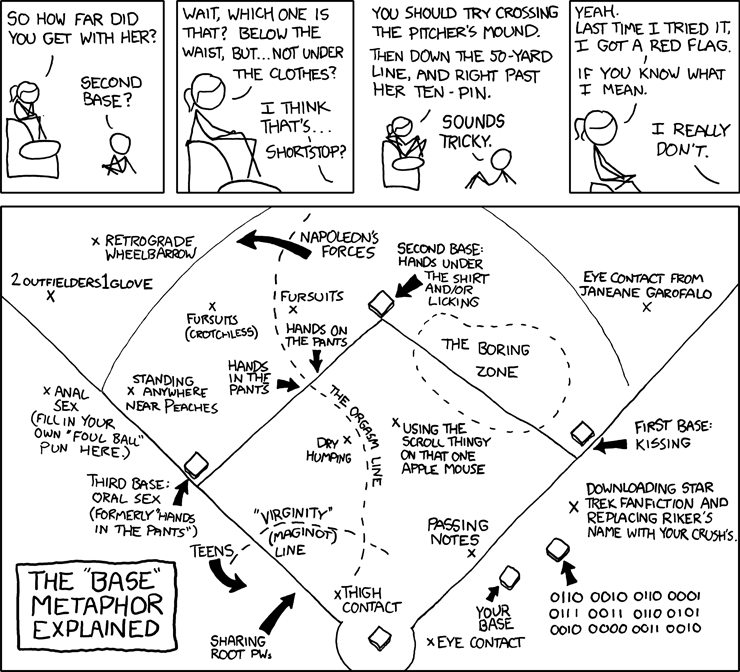 SO HOW FAR DID
YOU GET WITH HER?
SECOND
BASE?
WAIT, WHICH ONE IS
THAT? BELOW THE
WAIST, BUT...NOT UNDER
THE CLOTHES?
I THINK
THAT'S...
SHORTSTOP?
YOU SHOULD TRY CROSSING
THE PITCHER'S MOUND.
THEN DOWN THE 50-YARD
LINE, AND RIGHT PAST
HER TEN-PIN.
SOUNDS
TRICKY.
YEAH.
LAST TIME I TRIED IT,
I GOT A RED FLAG.
IF YOU KNOW WHAT
I MEAN.
I REALLY
DON'T.
x RETROGRADE
WHEELBARROW
NAPOLEON'S
FORCES
SECOND BASE:
HANDS UNDER
THE SHIRT
AND/OR
LICKING
EYE CONTACT FROM
JANEANE GAROFALO
x
2 OUTFIELDERS 1 GLOVE
x
x
FURSUITS
(CROTCHLESS)
FURSUITS
x
HANDS ON
THE PANTS
THE BORING
ZONE
HANDS
IN THE
PANTS
x ANAL
SEX
(FILL IN YOUR
OWN "FOUL BALL"
PUN HERE.)
STANDING
x ANYWHERE
NEAR PEACHES
THE ORGASM LINE
DRY x
HUMPING
x USING THE
SCROLL THINGY
ON THAT ONE
APPLE MOUSE
FIRST BASE:
KISSING
THIRD BASE:
ORAL SEX
(FORMERLY "HANDS
IN THE PANTS")
"VIRGINITY"
(MAGINOT)
LINE
PASSING
NOTES x
x DOWNLOADING STAR
TREK FANFICTION AND
REPLACING RIKER'S
NAME WITH YOUR CRUSH'S.
TEENS
THE "BASE"
METAPHOR
EXPLAINED
SHARING
ROOT PWs
x THIGH
CONTACT
YOUR
BASE
x EYE CONTACT
0110 0010 0110 0001
0111 0011 0110 0101
0010 0000 0011 0010